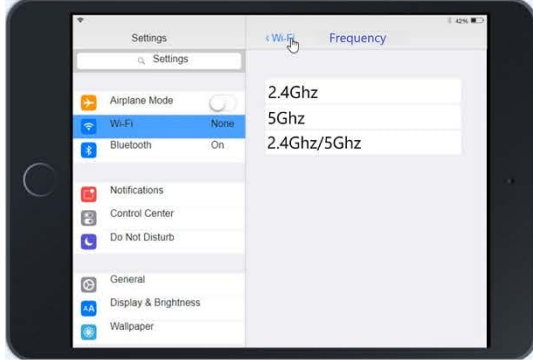 42%
Settings
Settings
Airplane Mode
Wi-Fi None
Bluetooth On
Notifications
Control Center
Do Not Disturb
General
Display & Brightness
AA
Wallpaper
‹ Wi-Fi Frequency
2.4Ghz
5Ghz
2.4Ghz/5Ghz